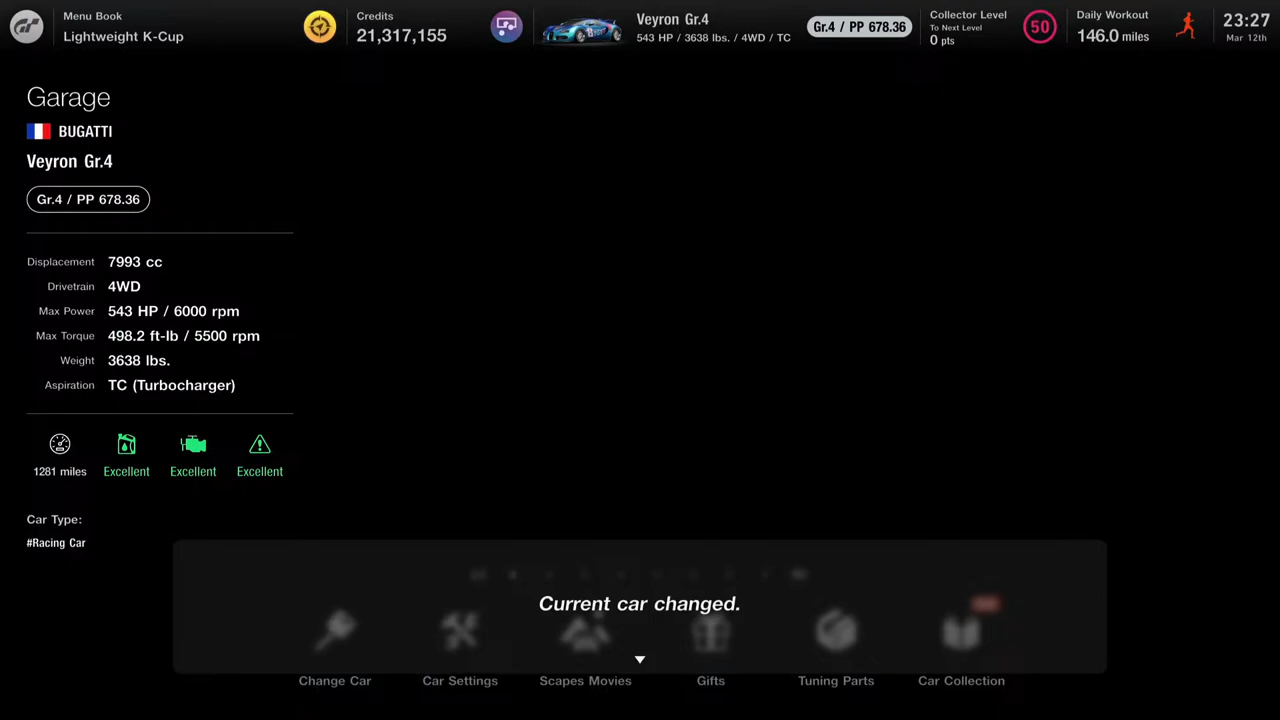 Menu Book
Lightweight K-Cup
Credits
21,317,155
Veyron Gr.4
543 HP / 3638 lbs. / 4WD / TC
Gr.4 / PP 678.36
Collector Level
To Next Level
0 pts
50
Daily Workout
146.0 miles
23:27
Mar 12th
Garage
BUGATTI
Veyron Gr.4
Gr.4 / PP 678.36
Displacement 7993 cc
Drivetrain 4WD
Max Power 543 HP / 6000 rpm
Max Torque 498.2 ft-lb / 5500 rpm
Weight 3638 lbs.
Aspiration TC (Turbocharger)
1281 miles Excellent Excellent Excellent
Car Type:
#Racing Car
Current car changed.
Change Car Car Settings Scapes Movies Gifts Tuning Parts Car Collection